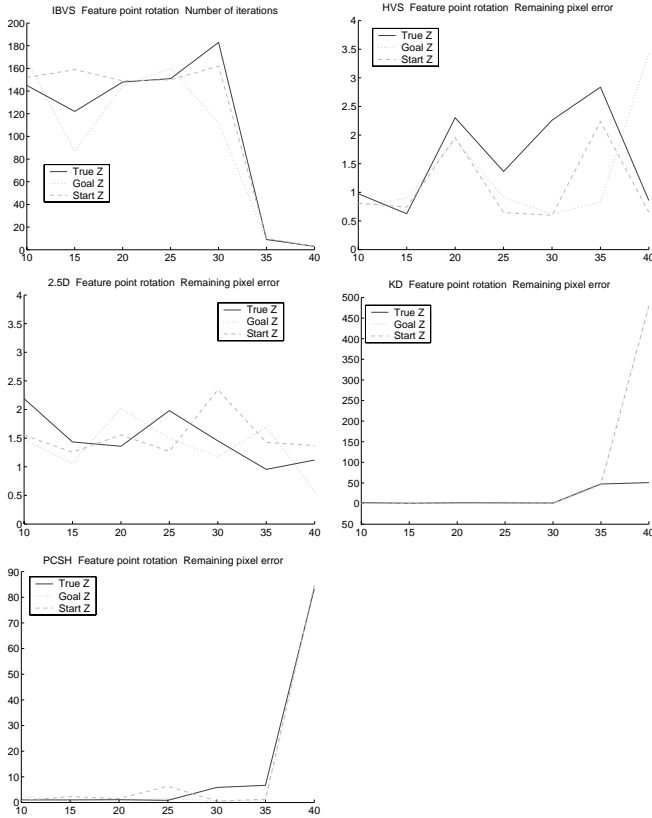 IBVS Feature point rotation Number of iterations
200
180
160
140
120
100
80
60
40
20
0
True Z
Goal Z
Start Z
10 15 20 25 30 35 40
HVS Feature point rotation Remaining pixel error
4
3.5
3
2.5
2
1.5
1
0.5
0
True Z
Goal Z
Start Z
10 15 20 25 30 35 40
2.5D Feature point rotation Remaining pixel error
4
3.5
3
2.5
2
1.5
1
0.5
0
True Z
Goal Z
Start Z
10 15 20 25 30 35 40
KD Feature point rotation Remaining pixel error
500
450
400
350
300
250
200
150
100
50
0
50
True Z
Goal Z
Start Z
10 15 20 25 30 35 40
PCSH Feature point rotation Remaining pixel error
90
80
70
60
50
40
30
20
10
0
True Z
Goal Z
Start Z
10 15 20 25 30 35 40